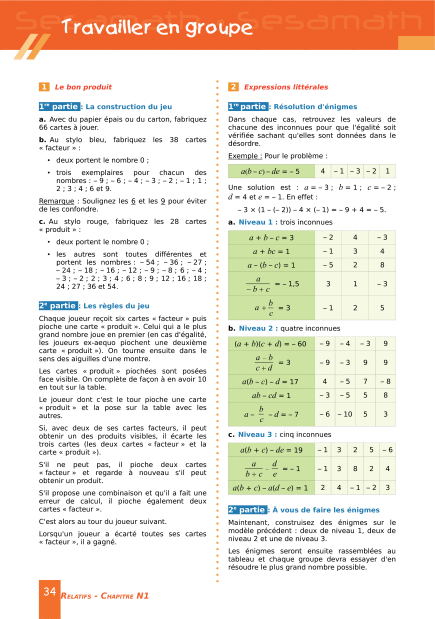 Sesamath Sesamath
Travailler en groupe
1 Le bon produit
1re partie : La construction du jeu
a. Avec du papier épais ou du carton, fabriquez
66 cartes à jouer.
b. Au stylo bleu, fabriquez les 38 cartes
« facteur » :
• deux portent le nombre 0 ;
• trois exemplaires pour chacun des
nombres : – 9 ; – 6 ; – 4 ; – 3 ; – 2 ; – 1 ; 1 ;
2 ; 3 ; 4 ; 6 et 9.
Remarque : Soulignez les 6 et les 9 pour éviter
de les confondre.
c. Au stylo rouge, fabriquez les 28 cartes
« produit » :
• deux portent le nombre 0 ;
• les autres sont toutes différentes et
portent les nombres : – 54 ; – 36 ; – 27 ;
– 24 ; – 18 ; – 16 ; – 12 ; – 9 ; – 8 ; 6 ; – 4 ;
– 3 ; – 2 ; 2 ; 3 ; 4 ; 6 ; 8 ; 9 ; 12 ; 16 ; 18 ;
24 ; 27 ; 36 et 54.
2e partie : Les règles du jeu
Chaque joueur reçoit six cartes « facteur » puis
pioche une carte « produit ». Celui qui a le plus
grand nombre joue en premier (en cas d'égalité,
les joueurs ex-aequo piochent une deuxième
carte « produit »). On tourne ensuite dans le
sens des aiguilles d'une montre.
Les cartes « produit » piochées sont posées
face visible. On complète de façon à en avoir 10
en tout sur la table.
Le joueur dont c'est le tour pioche une carte
« produit » et la pose sur la table avec les
autres.
Si, avec deux de ses cartes facteurs, il peut
obtenir un des produits visibles, il écarte les
trois cartes (les deux cartes « facteur » et la
carte « produit »).
S'il ne peut pas, il pioche deux cartes
« facteur » et regarde à nouveau s'il peut
obtenir un produit.
S'il propose une combinaison et qu'il a fait une
erreur de calcul, il pioche également deux
cartes « facteur ».
C'est alors au tour du joueur suivant.
Lorsqu'un joueur a écarté toutes ses cartes
« facteur », il a gagné.
2 Expressions littérales
1re partie : Résolution d'énigmes
Dans chaque cas, retrouvez les valeurs de
chacune des inconnues pour que l'égalité soit
vérifiée sachant qu'elles sont données dans le
désordre.
Exemple : Pour le problème :
a(b – c) – de = – 5 4 – 1 – 3 – 2 1
Une solution est : a = – 3 ; b = 1 ; c = – 2 ;
d = 4 et e = – 1. En effet :
– 3 × (1 – (– 2)) – 4 × (– 1) = – 9 + 4 = – 5.
a. Niveau 1 : trois inconnues
a + b – c = 3 – 2 4 – 3
a + bc = 1 – 1 3 4
a – (b – c) = 1 – 5 2 8
a / (– b + c) = – 1,5 3 1 – 3
a ÷ b/c = 3 – 1 2 5
b. Niveau 2 : quatre inconnues
(a + b)(c + d) = – 60 – 9 – 4 – 3 9
(a – b) / (c + d) = 3 – 9 – 3 9 9
a(b – c) – d = 17 4 – 5 7 – 8
ab – cd = 1 – 3 – 5 5 8
a – b/c – d = – 7 – 6 – 10 5 3
c. Niveau 3 : cinq inconnues
a(b + c) – de = 19 – 1 3 2 5 – 6
a / (b ÷ c) – d/e = – 1 – 1 3 8 2 4
a(b + c) – a(d – e) = 1 2 4 – 1 – 2 3
2e partie : À vous de faire les énigmes
Maintenant, construisez des énigmes sur le
modèle précédent : deux de niveau 1, deux de
niveau 2 et une de niveau 3.
Les énigmes seront ensuite rassemblées au
tableau et chaque groupe devra essayer d'en
résoudre le plus grand nombre possible.
34 RELATIFS - CHAPITRE N1